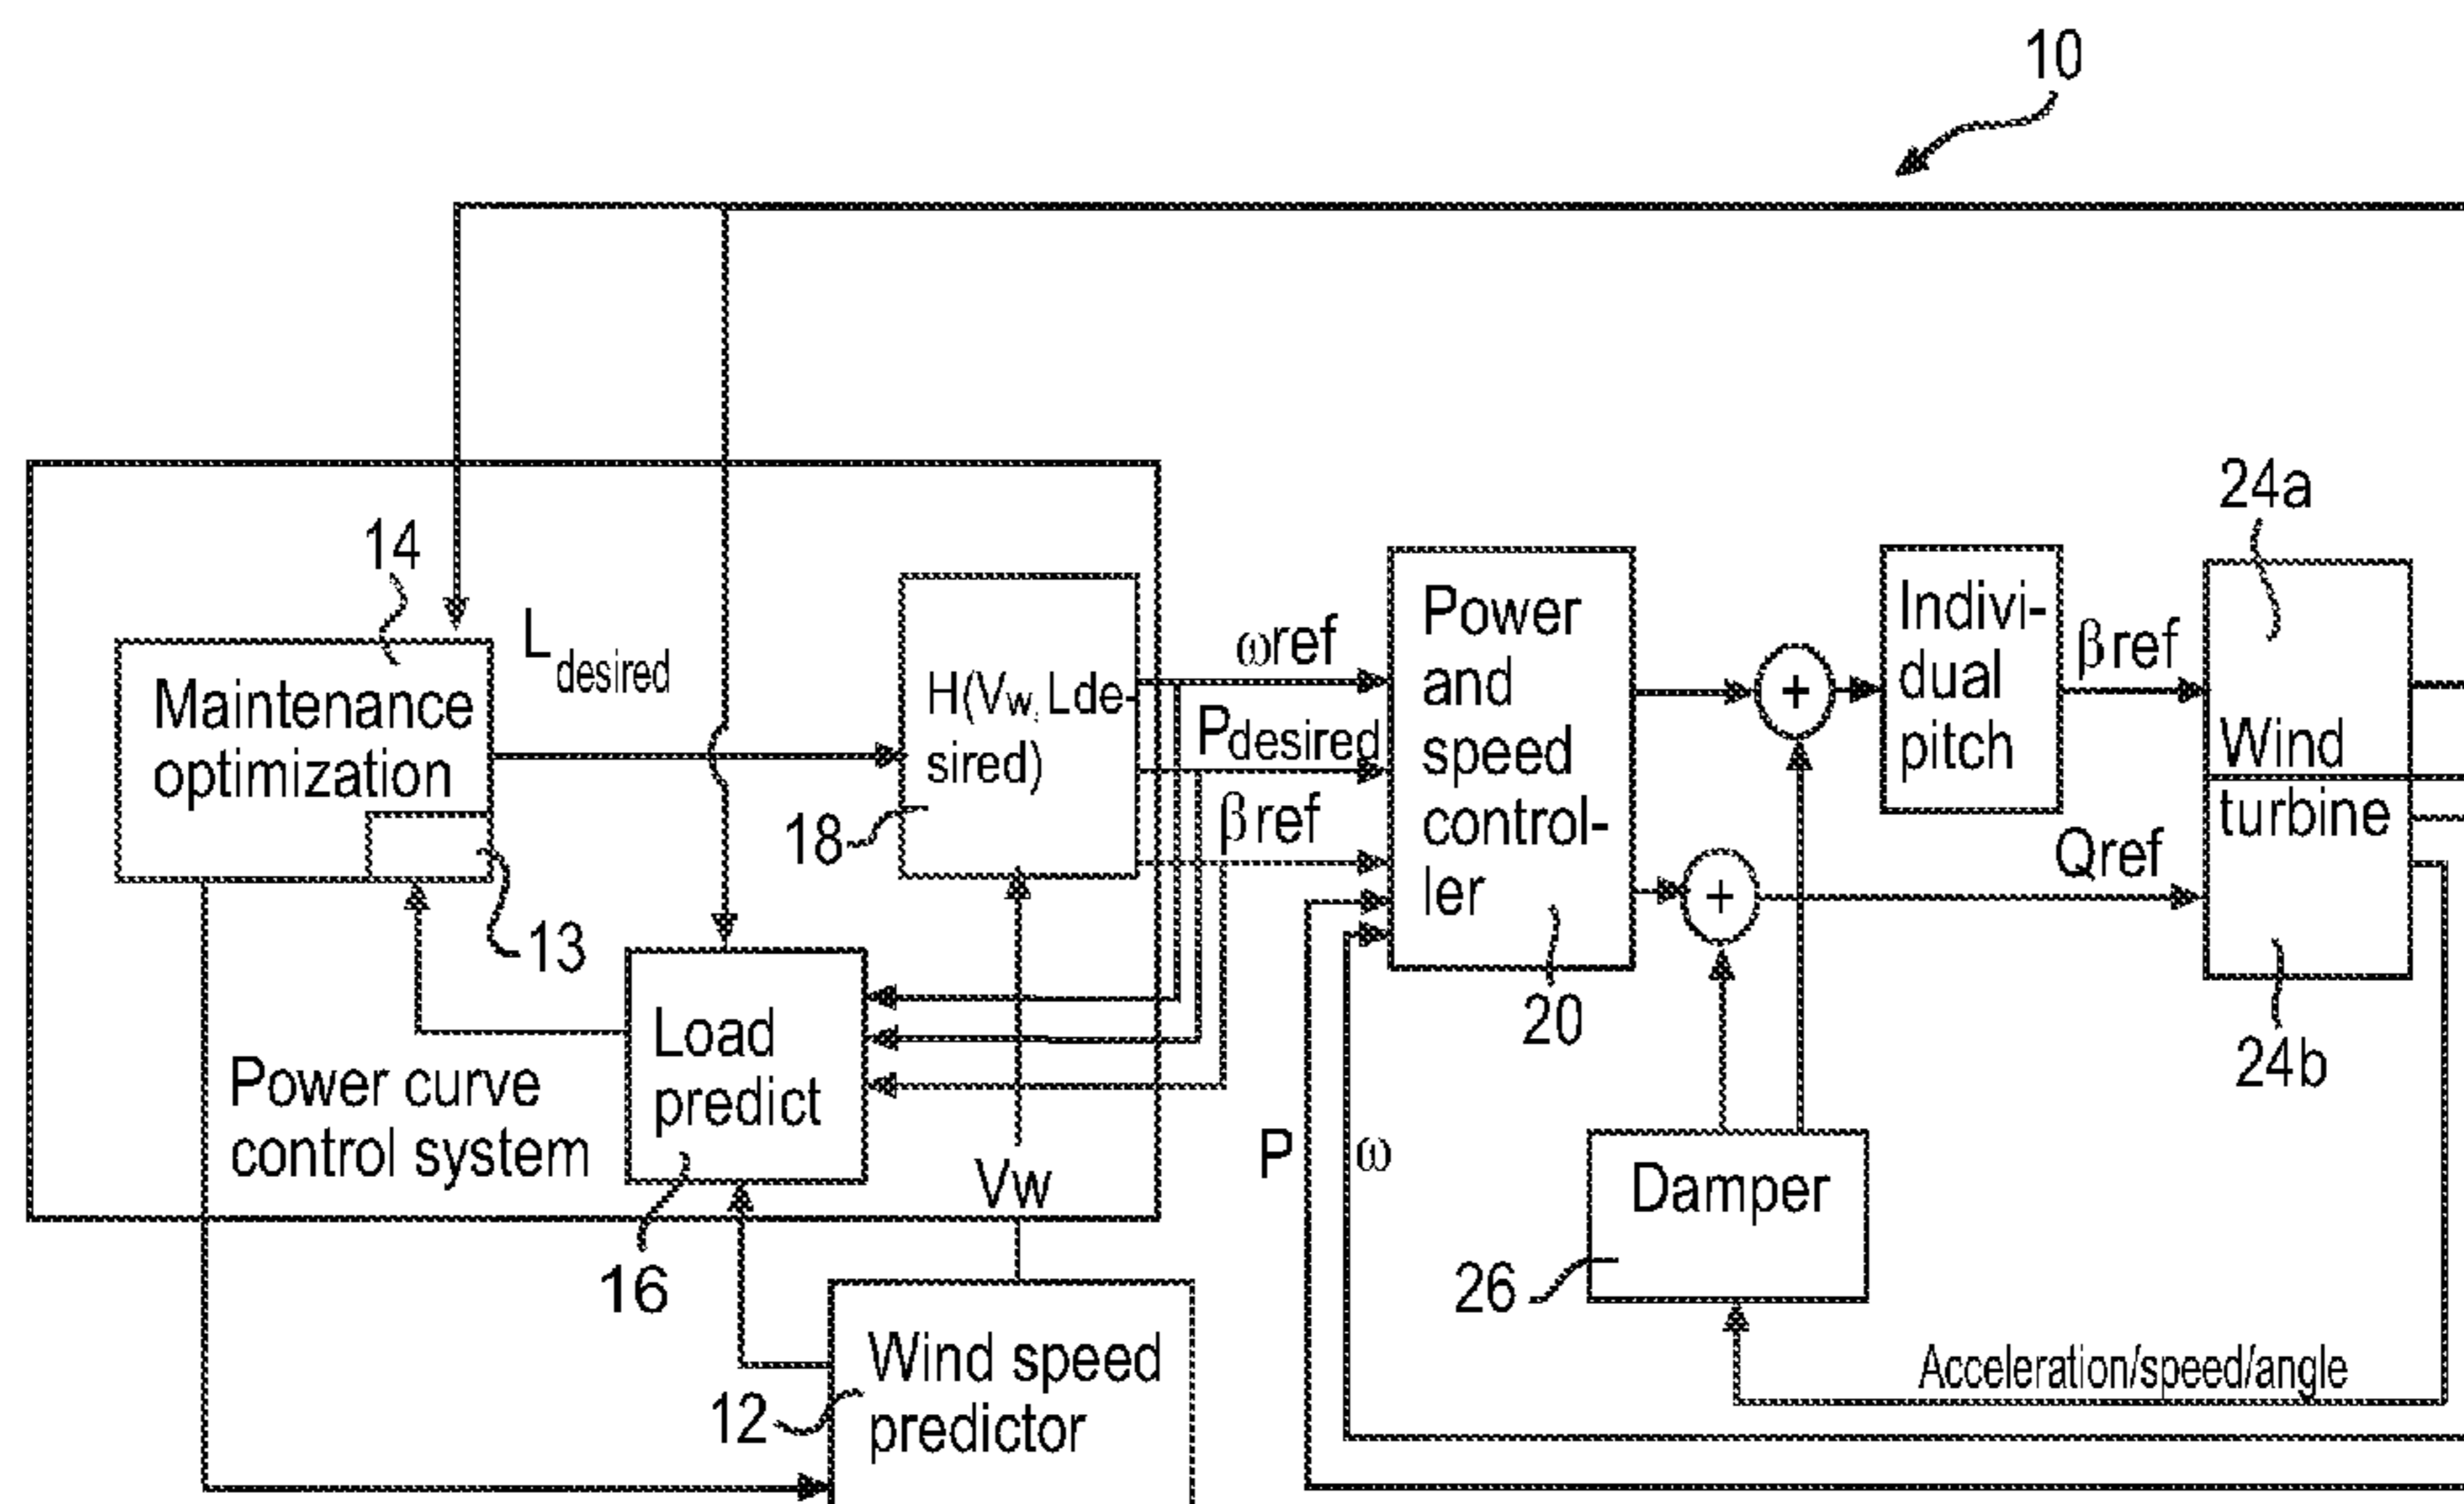 10
14
L desired
Maintenance
optimization
13
18
H(Vw, Lde-
sired)
ωref
Pdesired
βref
Power
and
speed
control-
ler
20
+
+
Indivi-
dual
pitch
βref
Qref
24a
Wind
turbine
24b
Load
predict
16
Power curve
control system
Vw
P
ω
Damper
26
Acceleration/speed/angle
12
Wind speed
predictor